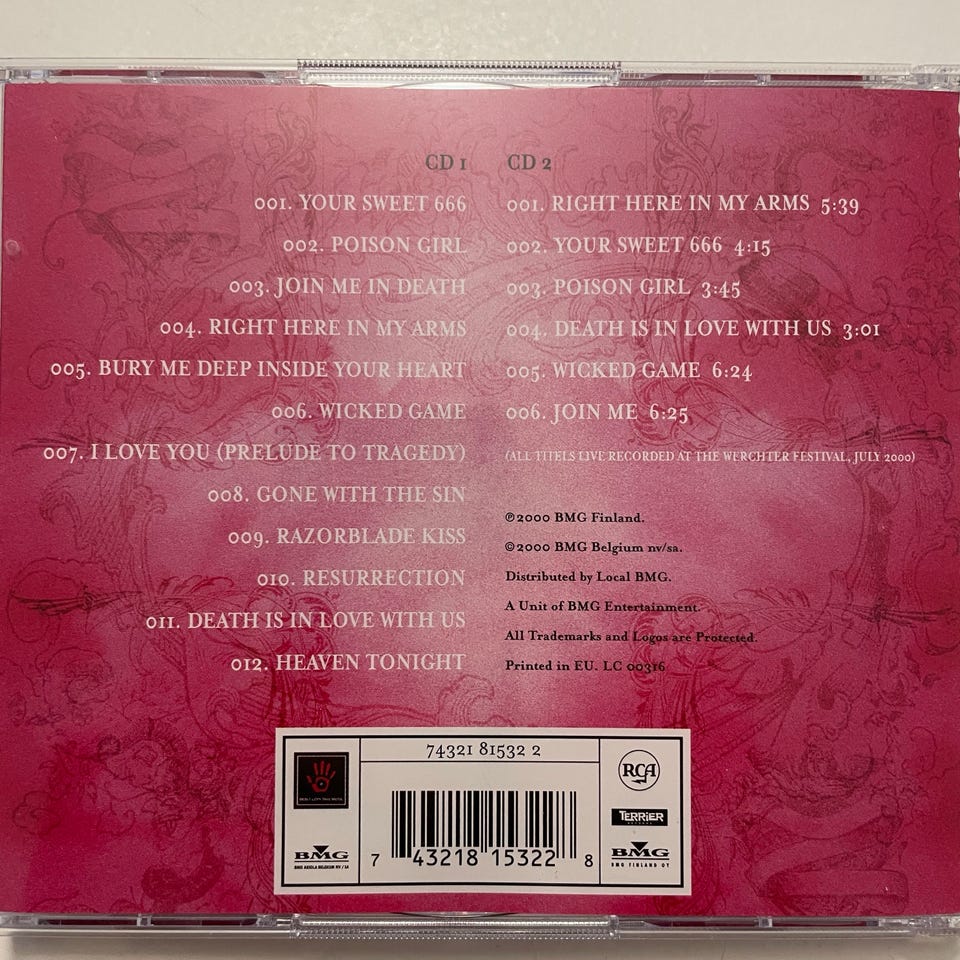 CD 1
001. YOUR SWEET 666
002. POISON GIRL
003. JOIN ME IN DEATH
004. RIGHT HERE IN MY ARMS
005. BURY ME DEEP INSIDE YOUR HEART
006. WICKED GAME
007. I LOVE YOU (PRELUDE TO TRAGEDY)
008. GONE WITH THE SIN
009. RAZORBLADE KISS
010. RESURRECTION
011. DEATH IS IN LOVE WITH US
012. HEAVEN TONIGHT
CD 2
001. RIGHT HERE IN MY ARMS 5:39
002. YOUR SWEET 666 4:15
003. POISON GIRL 3:45
004. DEATH IS IN LOVE WITH US 3:01
005. WICKED GAME 6:24
006. JOIN ME 6:25
(ALL TITELS LIVE RECORDED AT THE WERCHTER FESTIVAL, JULY 2000)
℗2000 BMG Finland.
©2000 BMG Belgium nv/sa.
Distributed by Local BMG.
A Unit of BMG Entertainment.
All Trademarks and Logos are Protected.
Printed in EU. LC 00316
74321 81532 2
7 43218 15322 8
BMG
BMG ARIOLA BELGIUM NV / SA
RCA
TERRIER
RECORDS
BMG
BMG FINLAND OY